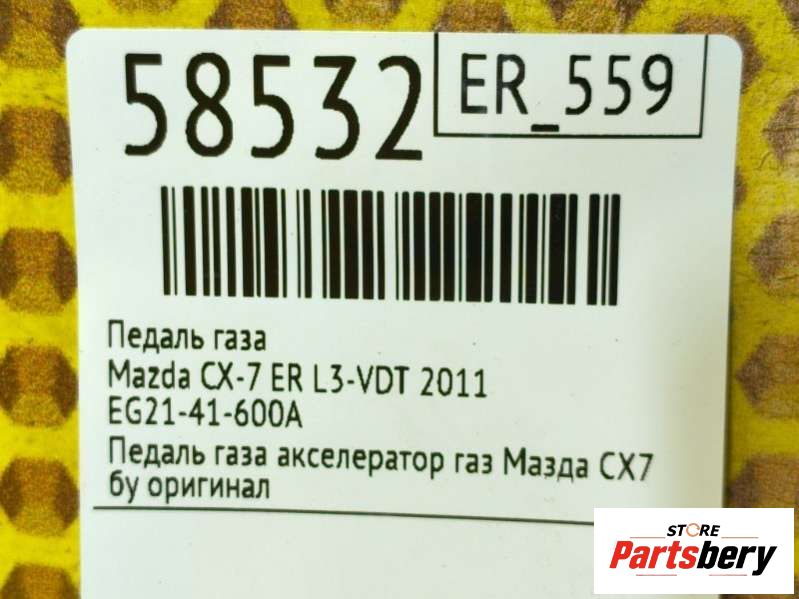 58532
ER_559
Педаль газа
Mazda CX-7 ER L3-VDT 2011
EG21-41-600A
Педаль газа акселератор газ Мазда CX7
бу оригинал
STORE
Partsbery